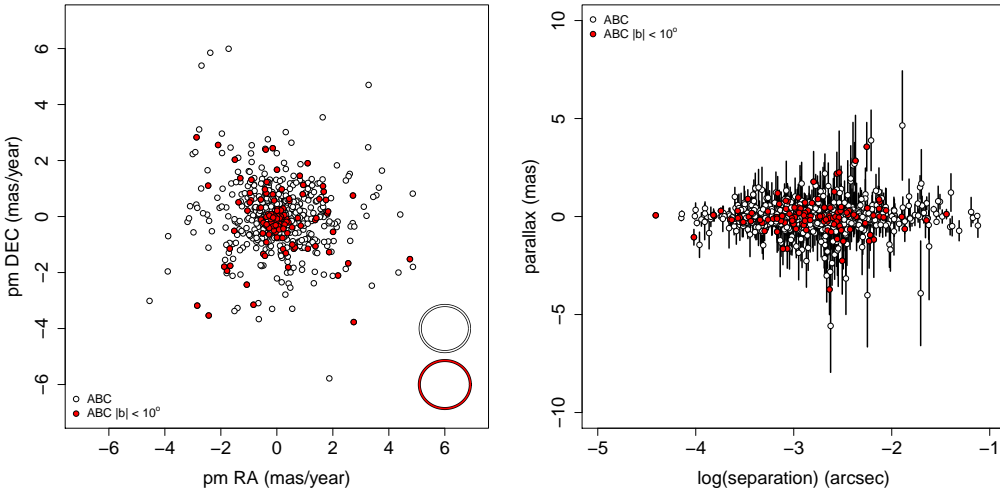 6
4
2
0
−2
−4
−6
pm DEC (mas/year)
ABC
ABC |b| < 10°
−6 −4 −2 0 2 4 6
pm RA (mas/year)
10
5
0
−5
−10
parallax (mas)
ABC
ABC |b| < 10°
−5 −4 −3 −2 −1
log(separation) (arcsec)